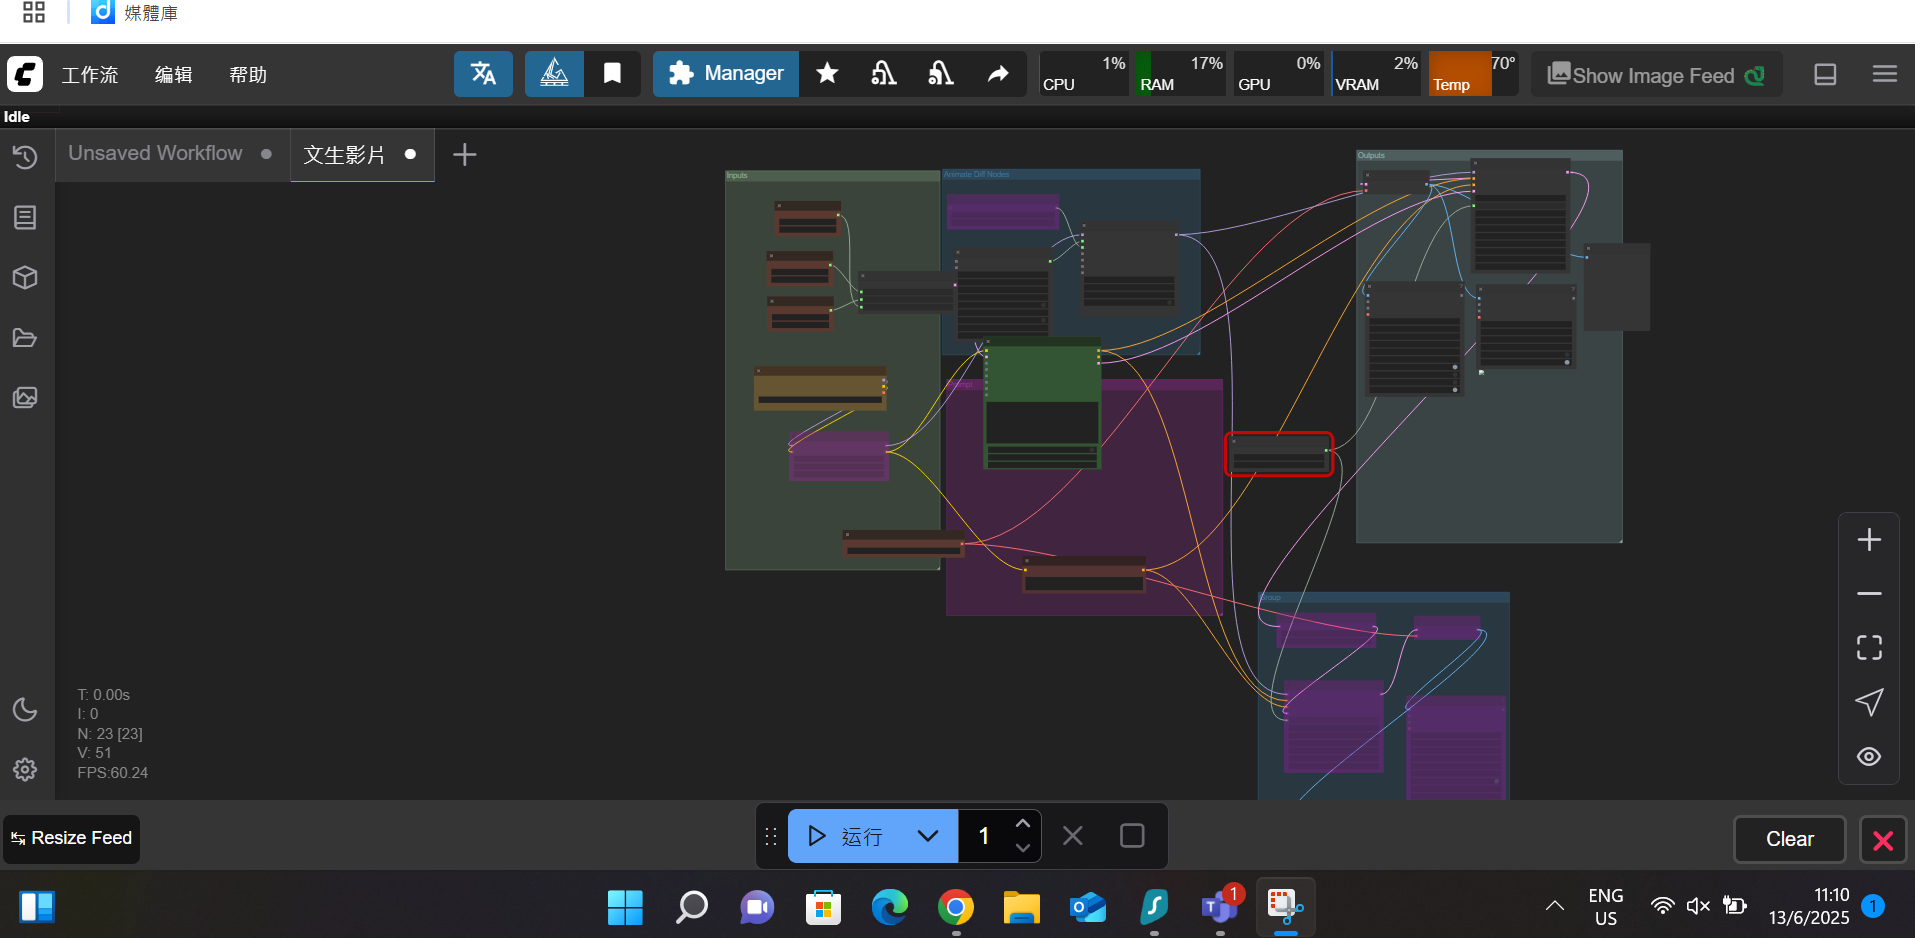 媒體庫
工作流 编辑 帮助
Manager
1%
CPU
17%
RAM
0%
GPU
2%
VRAM
70°
Temp
Show Image Feed
Idle
Unsaved Workflow
文生影片
Inputs
Animate Diff Nodes
Outputs
Prompt
Group
T: 0.00s
I: 0
N: 23 [23]
V: 51
FPS:60.24
Resize Feed
运行
1
Clear
1
ENG
US
11:10
13/6/2025
1